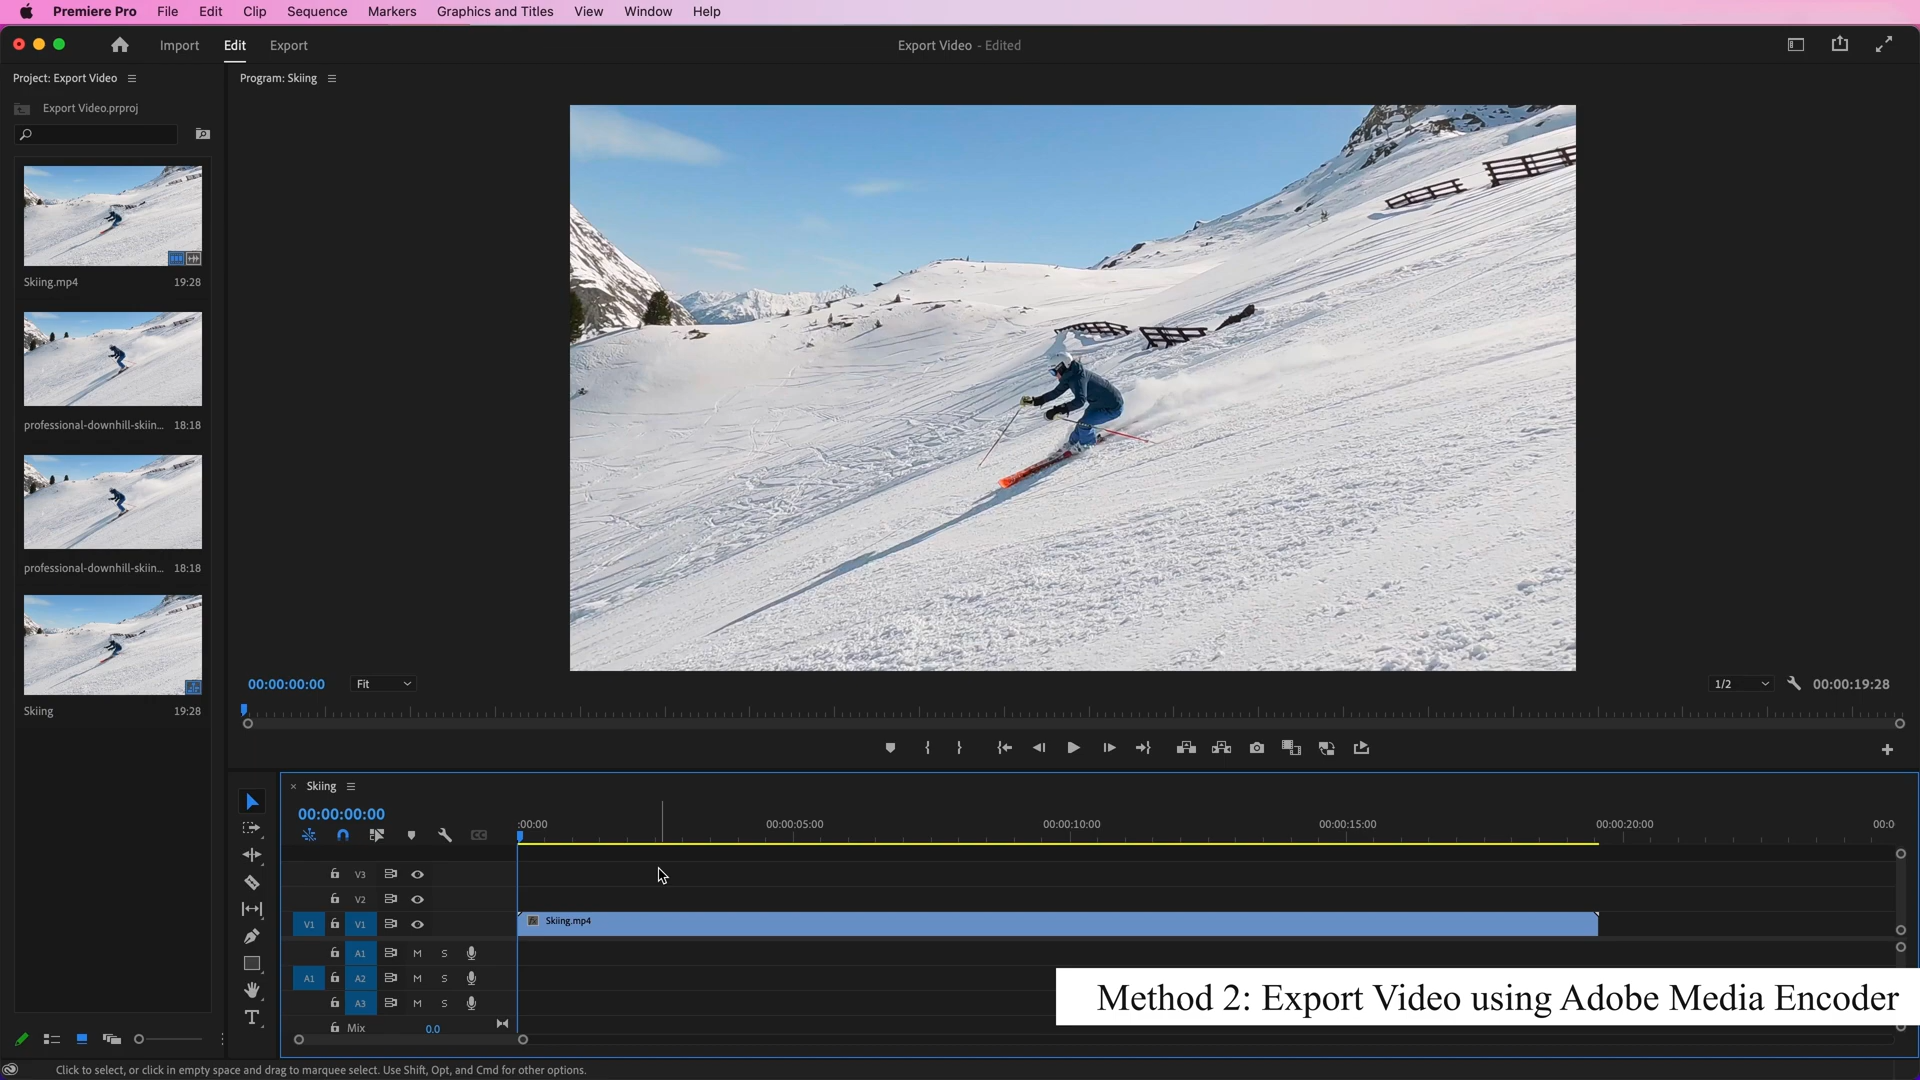 Premiere Pro File Edit Clip Sequence Markers Graphics and Titles View Window Help
Import Edit Export Export Video - Edited
Project: Export Video
Program: Skiing
Export Video.prproj
Skiing.mp4 19:28
professional-downhill-skiin... 18:18
professional-downhill-skiin... 18:18
Skiing 19:28
00:00:00:00 Fit 1/2 00:00:19:28
Skiing
00:00:00:00
:00:00 00:00:05:00 00:00:10:00 00:00:15:00 00:00:20:00 00:0
V3
V2
V1 V1 Skiing.mp4
A1 M S
A1 A2 M S
A3 M S
Mix 0.0
Method 2: Export Video using Adobe Media Encoder
Click to select, or click in empty space and drag to marquee select. Use Shift, Opt, and Cmd for other options.